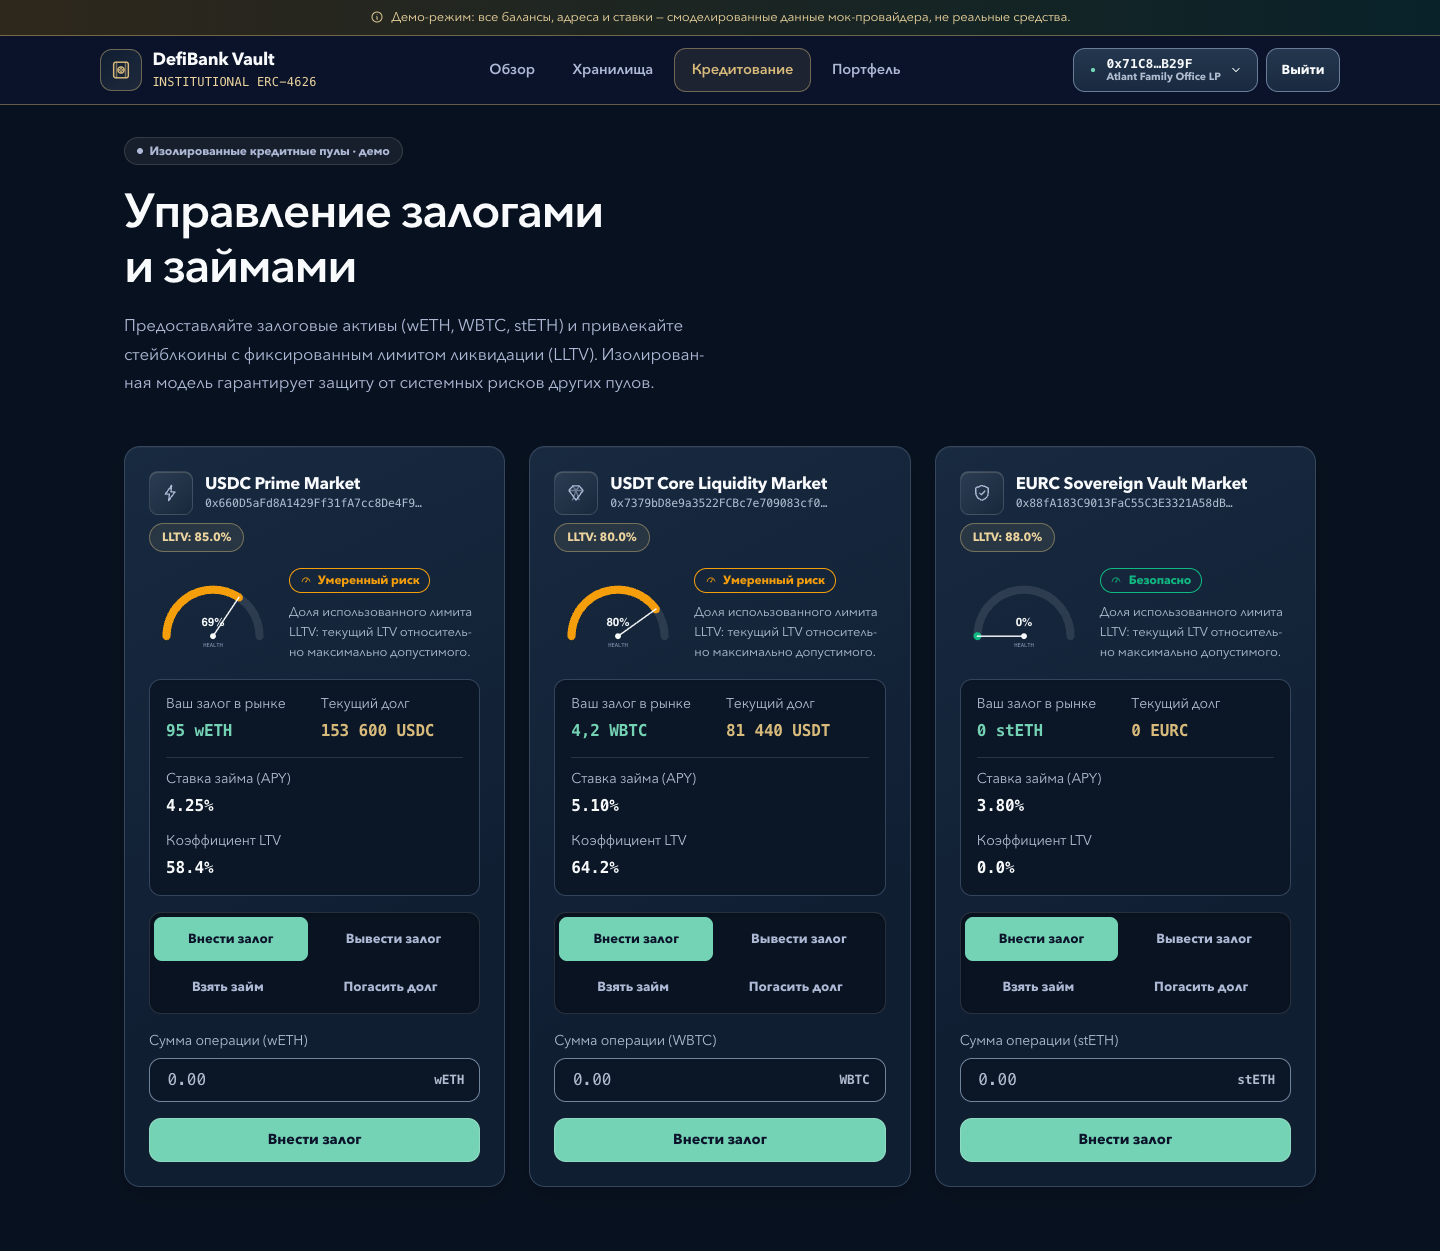 Демо-режим: все балансы, адреса и ставки — смоделированные данные мок-провайдера, не реальные средства.
DefiBank Vault
INSTITUTIONAL ERC-4626
Обзор
Хранилища
Кредитование
Портфель
0x71C8…B29F
Atlant Family Office LP
Выйти
Изолированные кредитные пулы · демо
Управление залогами
и займами
Предоставляйте залоговые активы (wETH, WBTC, stETH) и привлекайте
стейблкоины с фиксированным лимитом ликвидации (LLTV). Изолирован-
ная модель гарантирует защиту от системных рисков других пулов.
USDC Prime Market
0x660D5aFd8A1429Ff31fA7cc8De4F9…
LLTV: 85.0%
69%
HEALTH
Умеренный риск
Доля использованного лимита
LLTV: текущий LTV относитель-
но максимально допустимого.
Ваш залог в рынке
95 wETH
Текущий долг
153 600 USDC
Ставка займа (APY)
4.25%
Коэффициент LTV
58.4%
Внести залог
Вывести залог
Взять займ
Погасить долг
Сумма операции (wETH)
0.00
wETH
Внести залог
USDT Core Liquidity Market
0x7379bD8e9a3522FCBc7e709083cf0…
LLTV: 80.0%
80%
HEALTH
Умеренный риск
Доля использованного лимита
LLTV: текущий LTV относитель-
но максимально допустимого.
Ваш залог в рынке
4,2 WBTC
Текущий долг
81 440 USDT
Ставка займа (APY)
5.10%
Коэффициент LTV
64.2%
Внести залог
Вывести залог
Взять займ
Погасить долг
Сумма операции (WBTC)
0.00
WBTC
Внести залог
EURC Sovereign Vault Market
0x88fA183C9013FaC55C3E3321A58dB…
LLTV: 88.0%
0%
HEALTH
Безопасно
Доля использованного лимита
LLTV: текущий LTV относитель-
но максимально допустимого.
Ваш залог в рынке
0 stETH
Текущий долг
0 EURC
Ставка займа (APY)
3.80%
Коэффициент LTV
0.0%
Внести залог
Вывести залог
Взять займ
Погасить долг
Сумма операции (stETH)
0.00
stETH
Внести залог